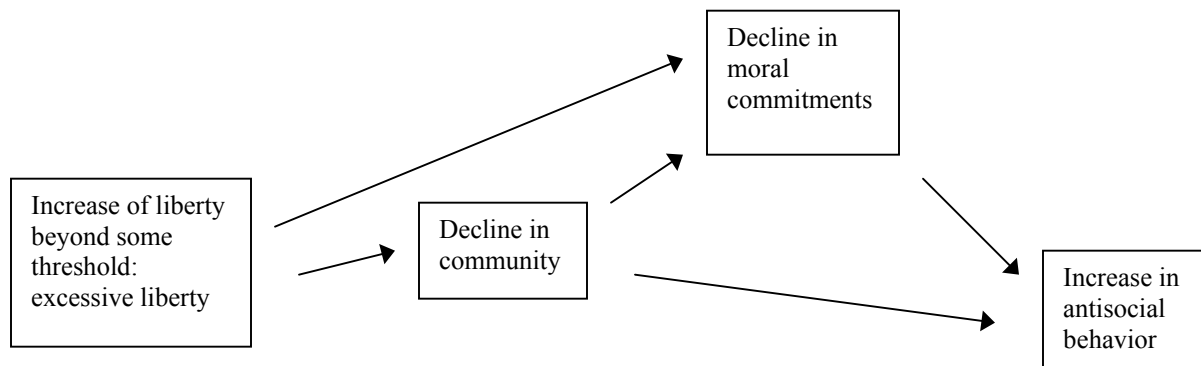 Decline in
moral
commitments
Increase of liberty
beyond some
threshold:
excessive liberty
Decline in
community
Increase in
antisocial
behavior